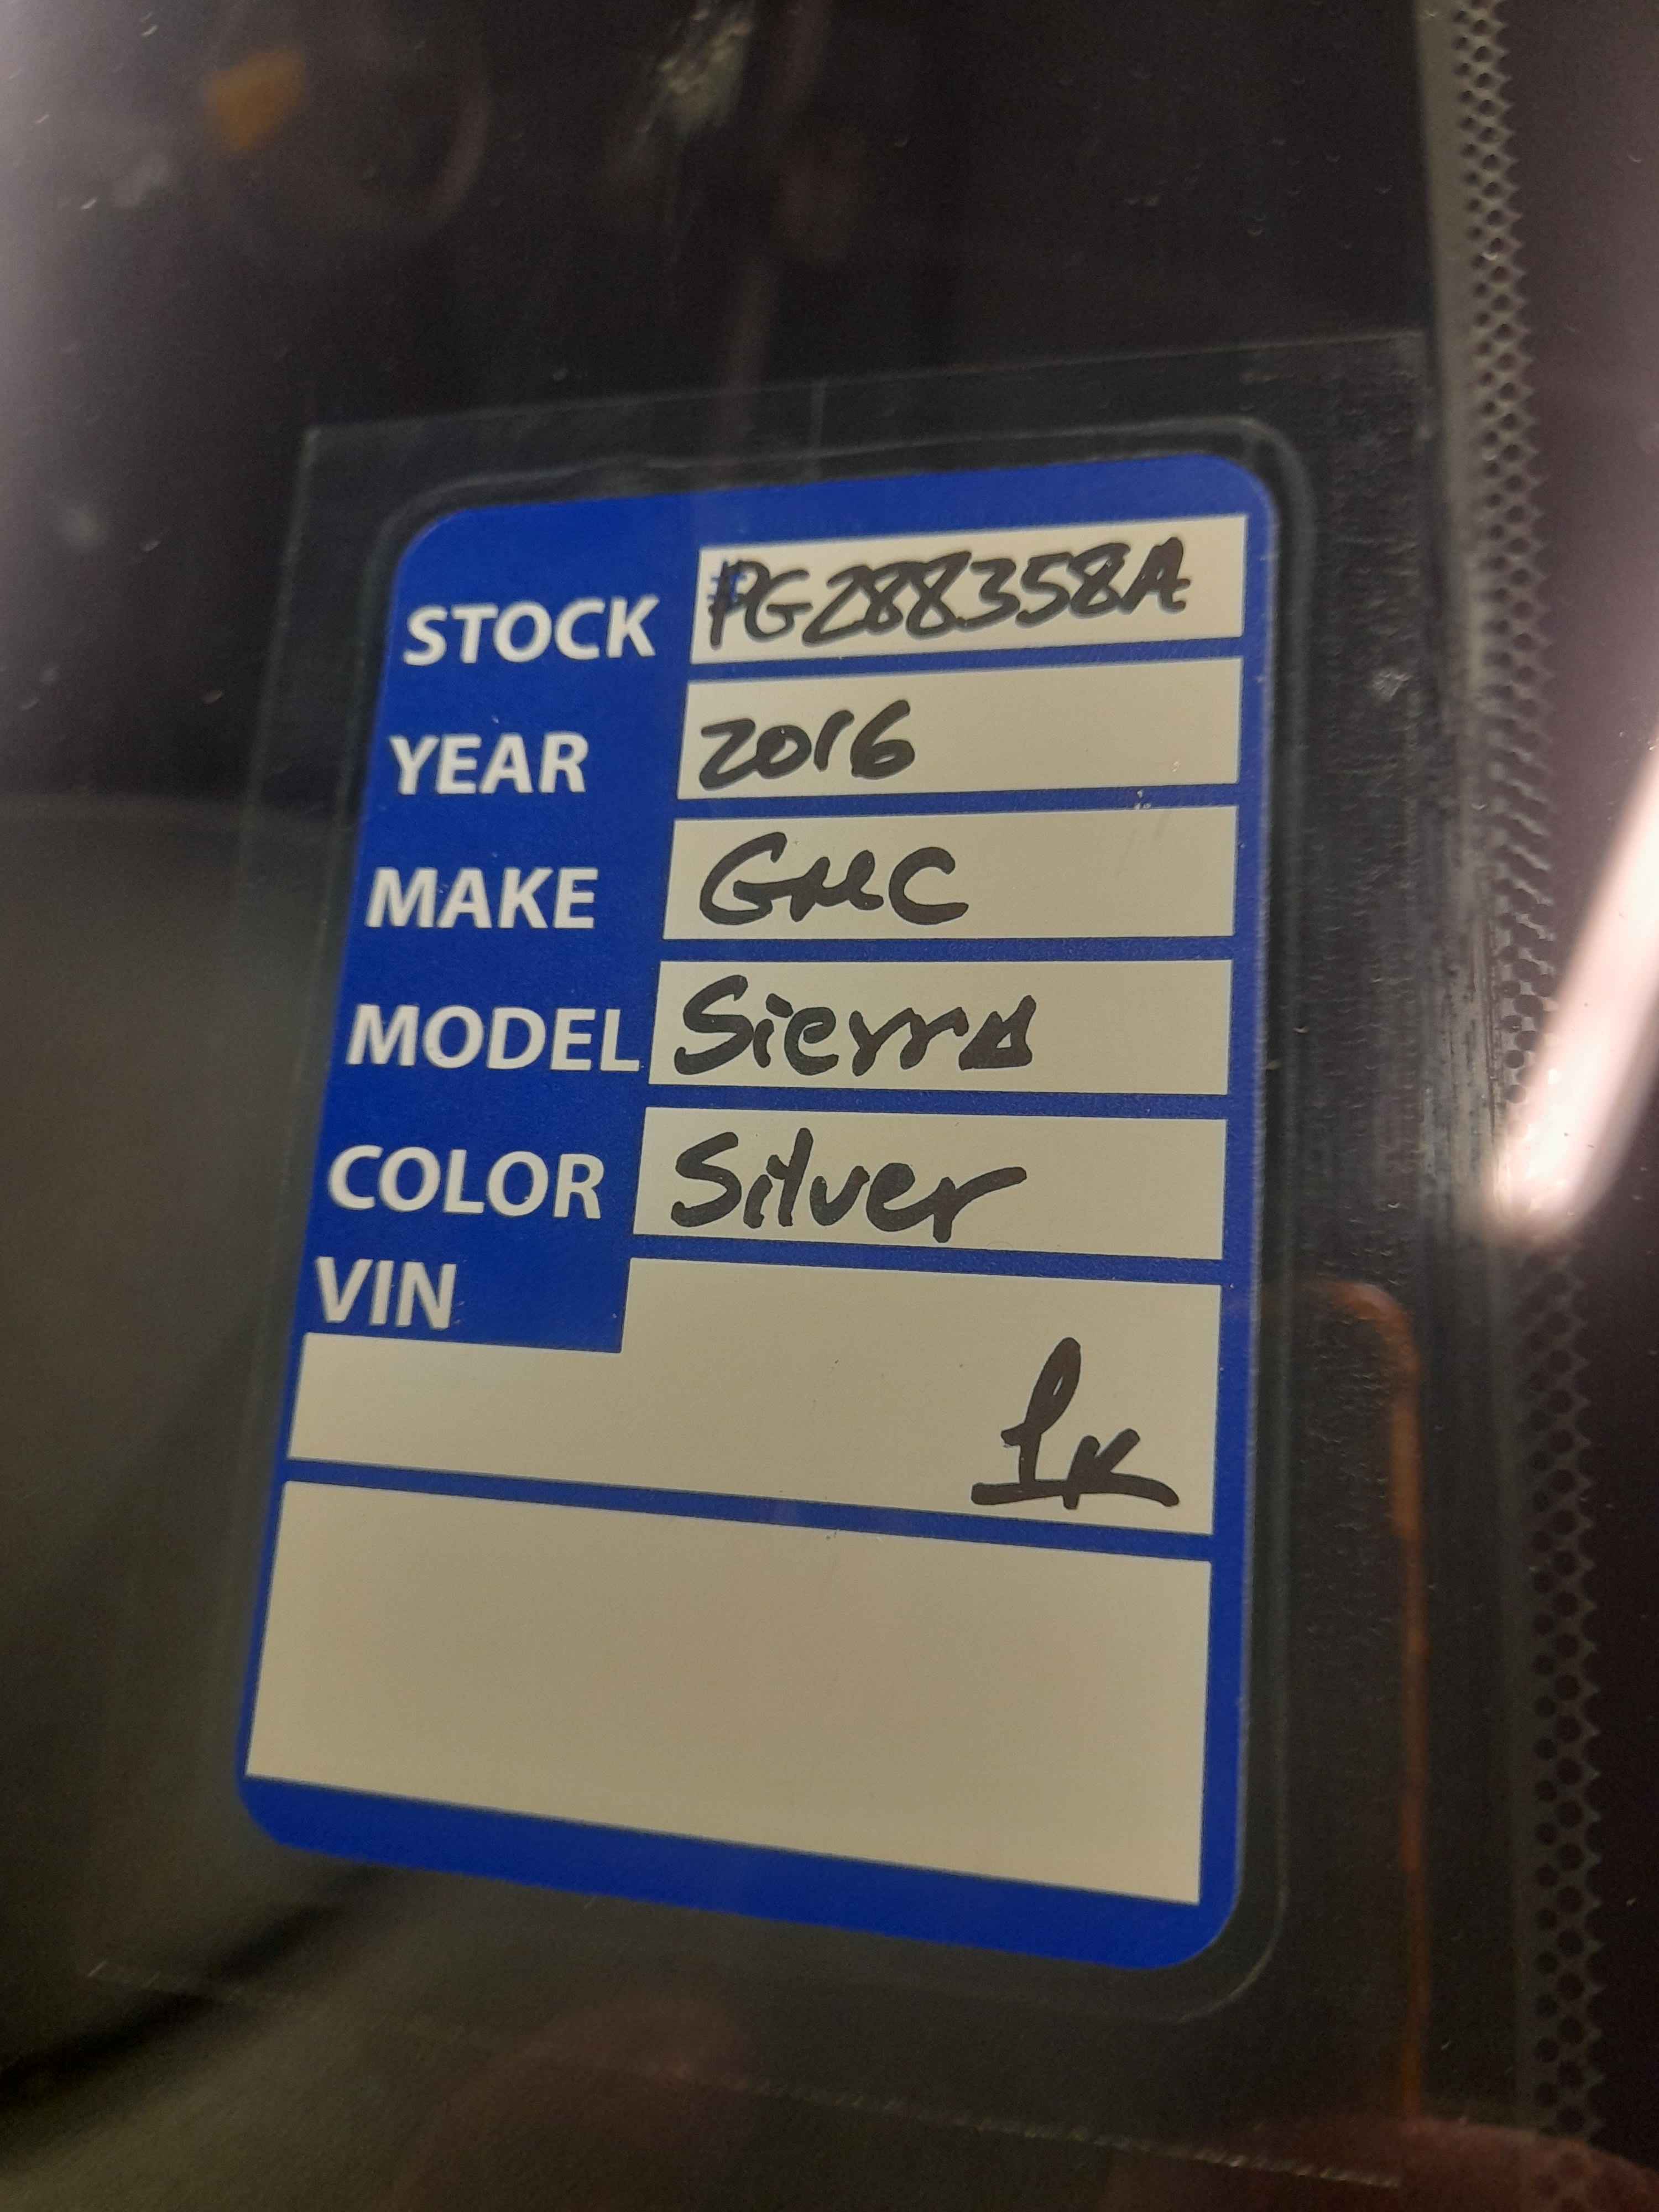 STOCK #PG288358A
YEAR 2016
MAKE GMC
MODEL Sierra
COLOR Silver
VIN
1K